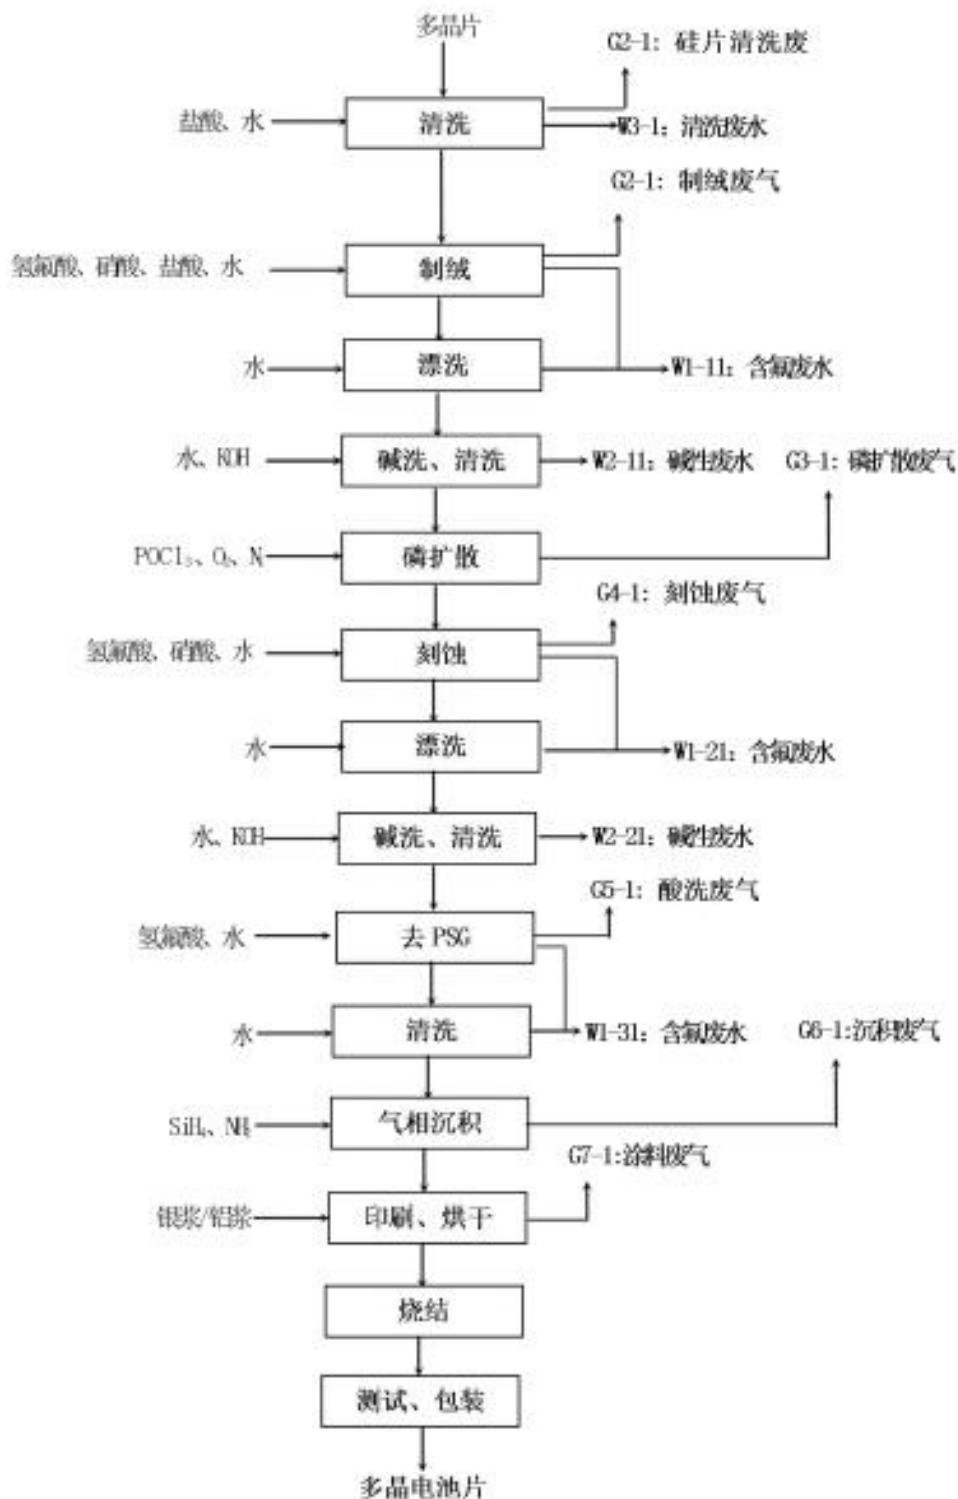 多晶片
G2-1: 硅片清洗废
盐酸、水
清洗
W3-1: 清洗废水
G2-1: 制绒废气
氢氟酸、硝酸、盐酸、水
制绒
水
漂洗
W1-11: 含氟废水
水、KOH
碱洗、清洗
W2-11: 碱性废水
G3-1: 磷扩散废气
POCl₃、O₂、N₂
磷扩散
G4-1: 刻蚀废气
氢氟酸、硝酸、水
刻蚀
水
漂洗
W1-21: 含氟废水
水、KOH
碱洗、清洗
W2-21: 碱性废水
G5-1: 酸洗废气
氢氟酸、水
去 PSG
水
清洗
W1-31: 含氟废水
G6-1:沉积废气
SiH₄、NH₃
气相沉积
G7-1:涂料废气
银浆/铝浆
印刷、烘干
烧结
测试、包装
多晶电池片